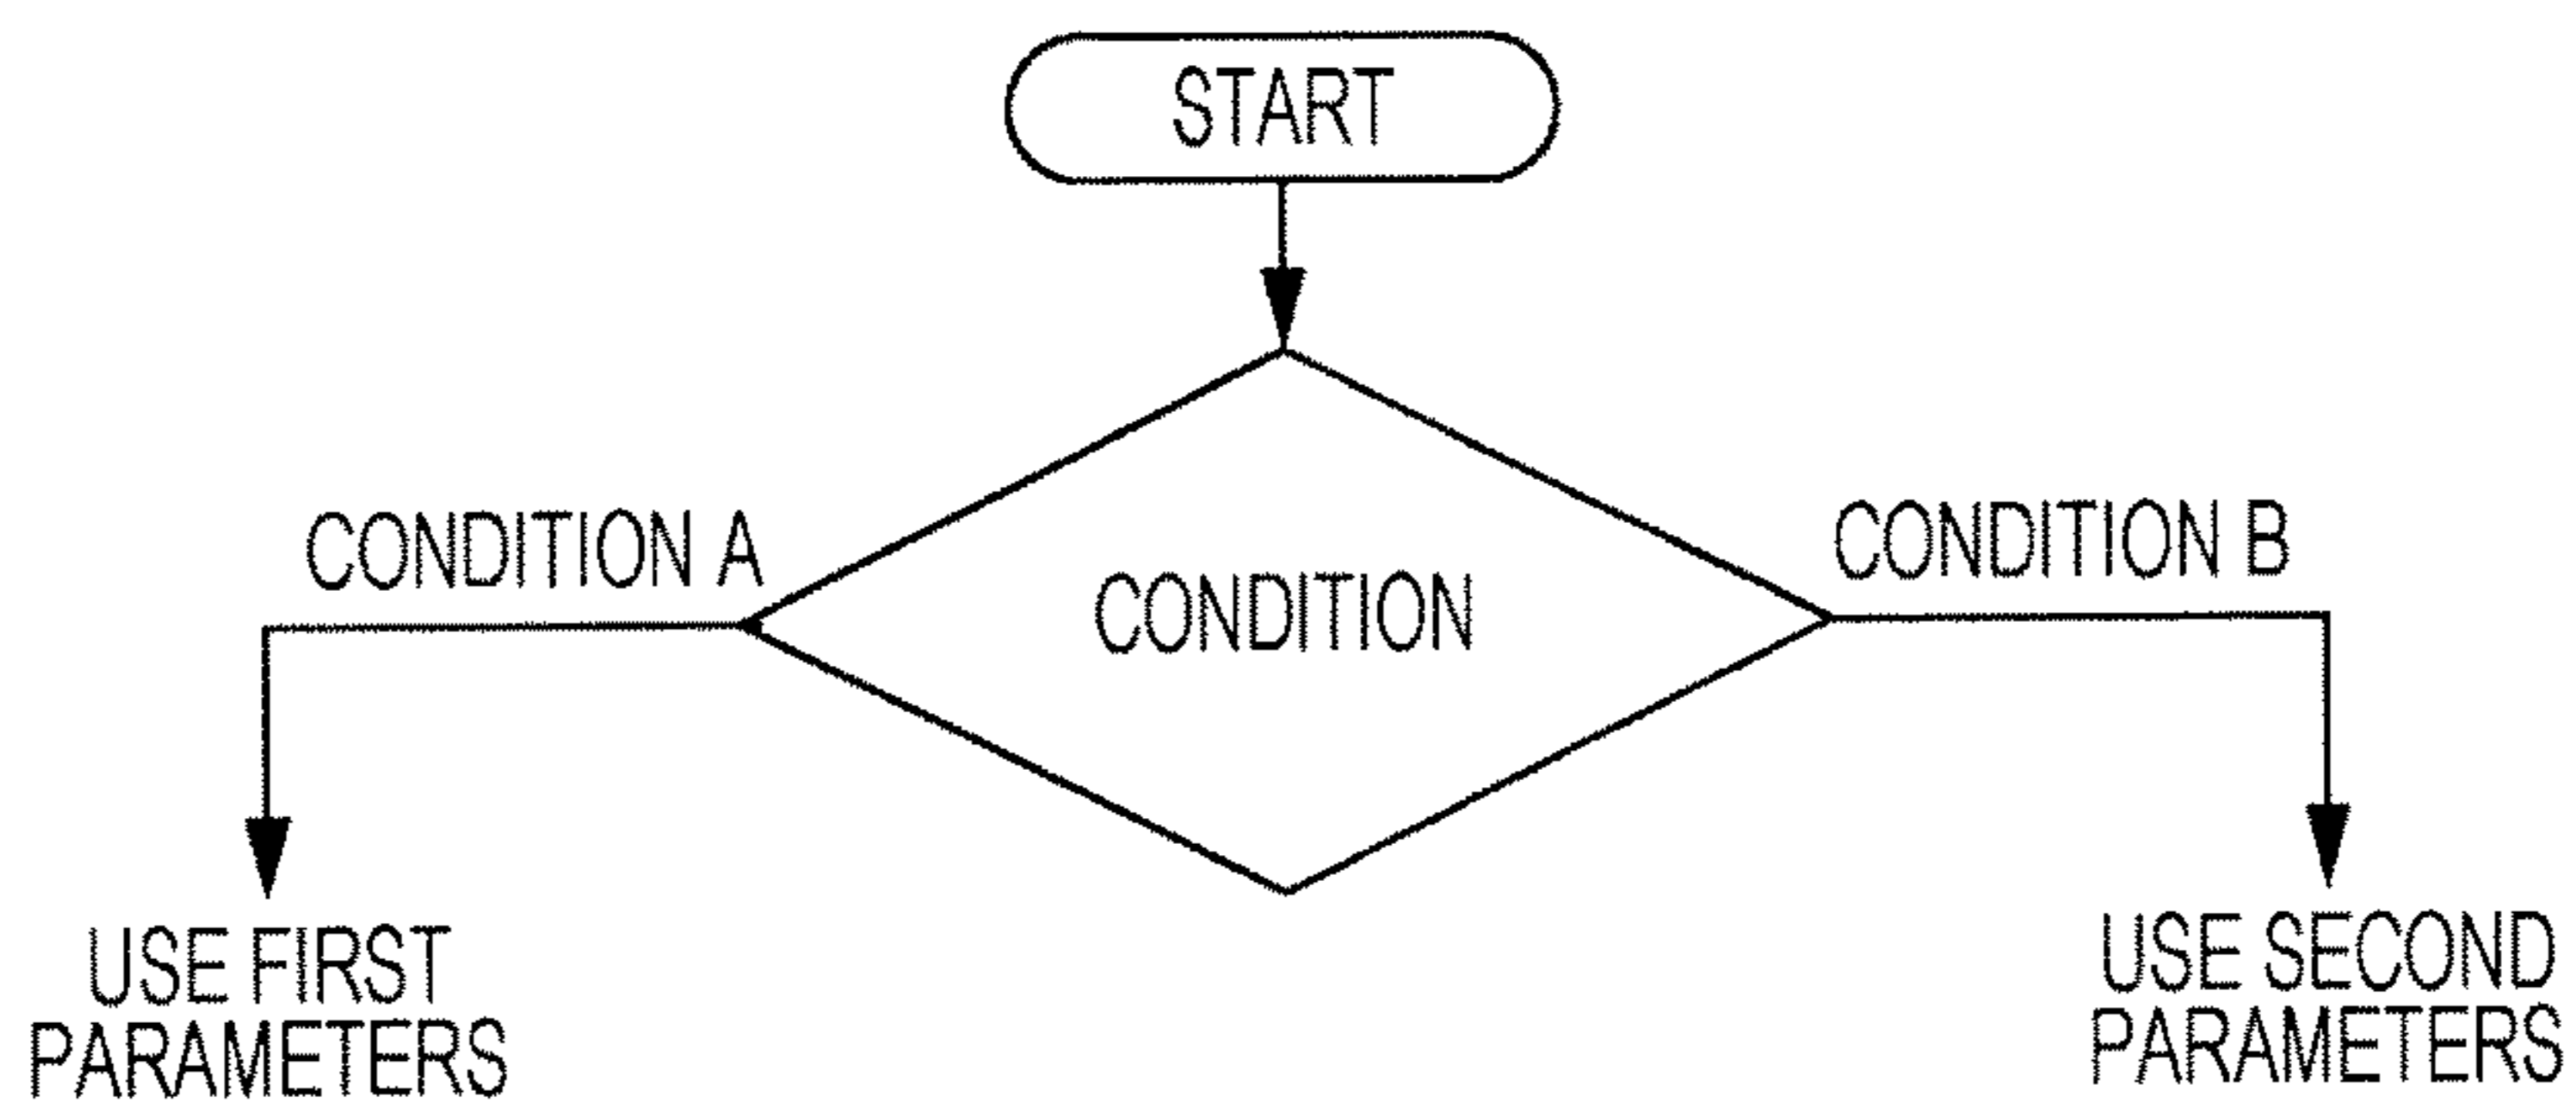 START
CONDITION A
CONDITION
CONDITION B
USE FIRST
PARAMETERS
USE SECOND
PARAMETERS